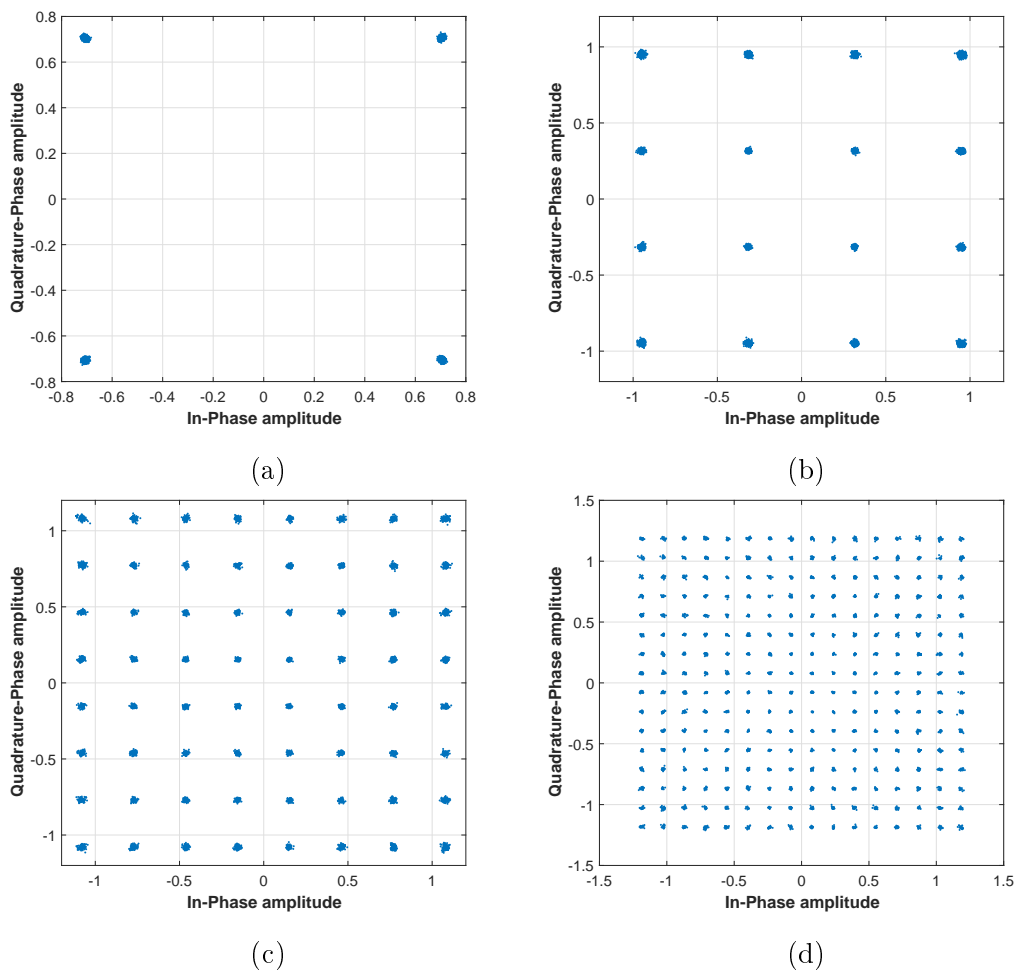 0.8
0.6
0.4
0.2
0
-0.2
-0.4
-0.6
-0.8
-0.8 -0.6 -0.4 -0.2 0 0.2 0.4 0.6 0.8
Quadrature-Phase amplitude
In-Phase amplitude
(a)
1
0.5
0
-0.5
-1
-1 -0.5 0 0.5 1
Quadrature-Phase amplitude
In-Phase amplitude
(b)
1
0.5
0
-0.5
-1
-1 -0.5 0 0.5 1
Quadrature-Phase amplitude
In-Phase amplitude
(c)
1.5
1
0.5
0
-0.5
-1
-1.5
-1.5 -1 -0.5 0 0.5 1 1.5
Quadrature-Phase amplitude
In-Phase amplitude
(d)